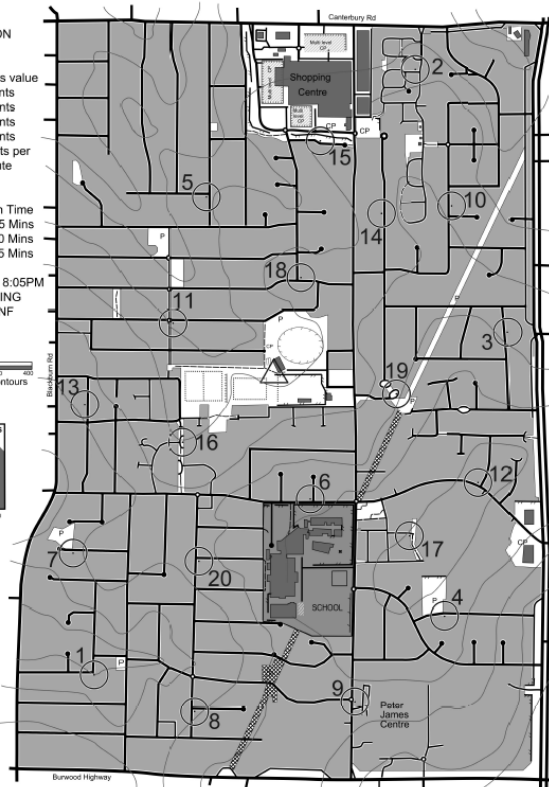 Canterbury Rd
ON
s value
nts
nts
nts
nts
ts per
te
n Time
5 Mins
0 Mins
5 Mins
8:05PM
ING
NF
400
ontours
Multi level
CP
CP
Multi level
Shopping
Centre
Multi
level
CP
CP
CP
2
15
5
10
14
P
18
11
P
P
CP
3
Blackburn Rd
19
P
13
16
12
6
P
7
17
CP
20
SCHOOL
P
4
1
P
9
8
Peter
James
Centre
Burwood Highway